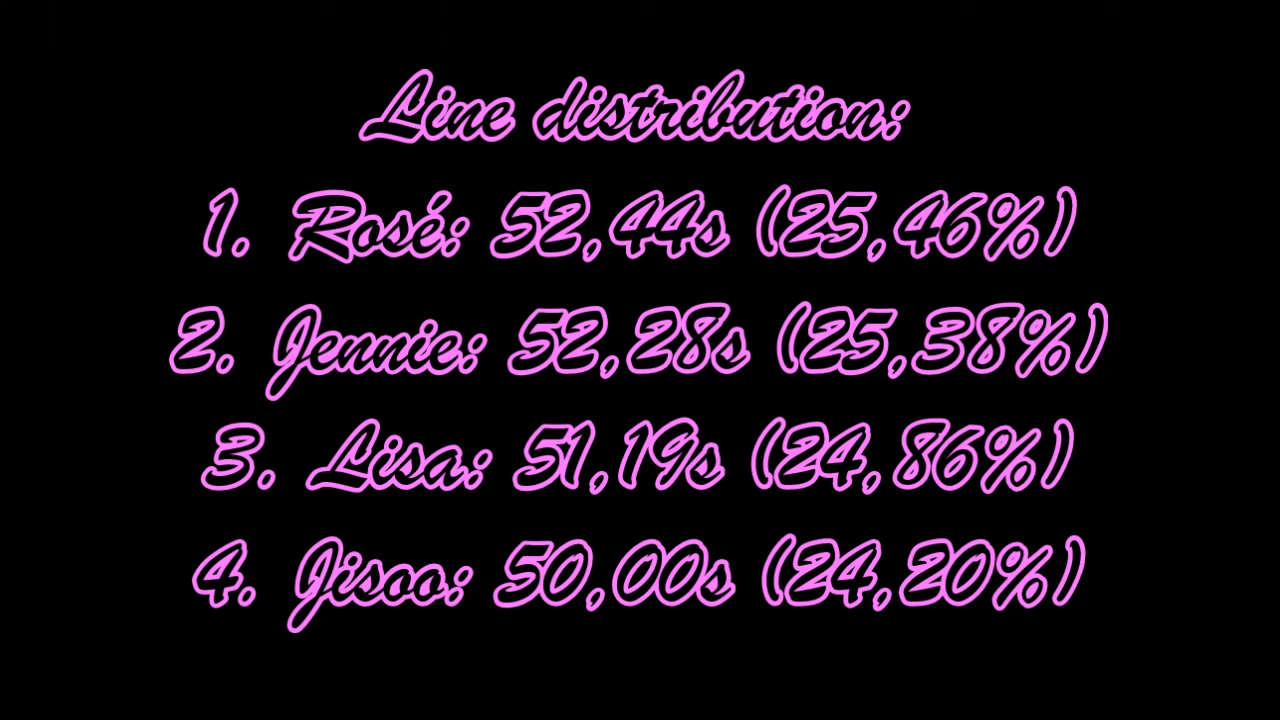 Line distribution:
1. Rosé: 52,44s (25,46%)
2. Jennie: 52,28s (25,38%)
3. Lisa: 51,19s (24,86%)
4. Jisoo: 50,00s (24,20%)